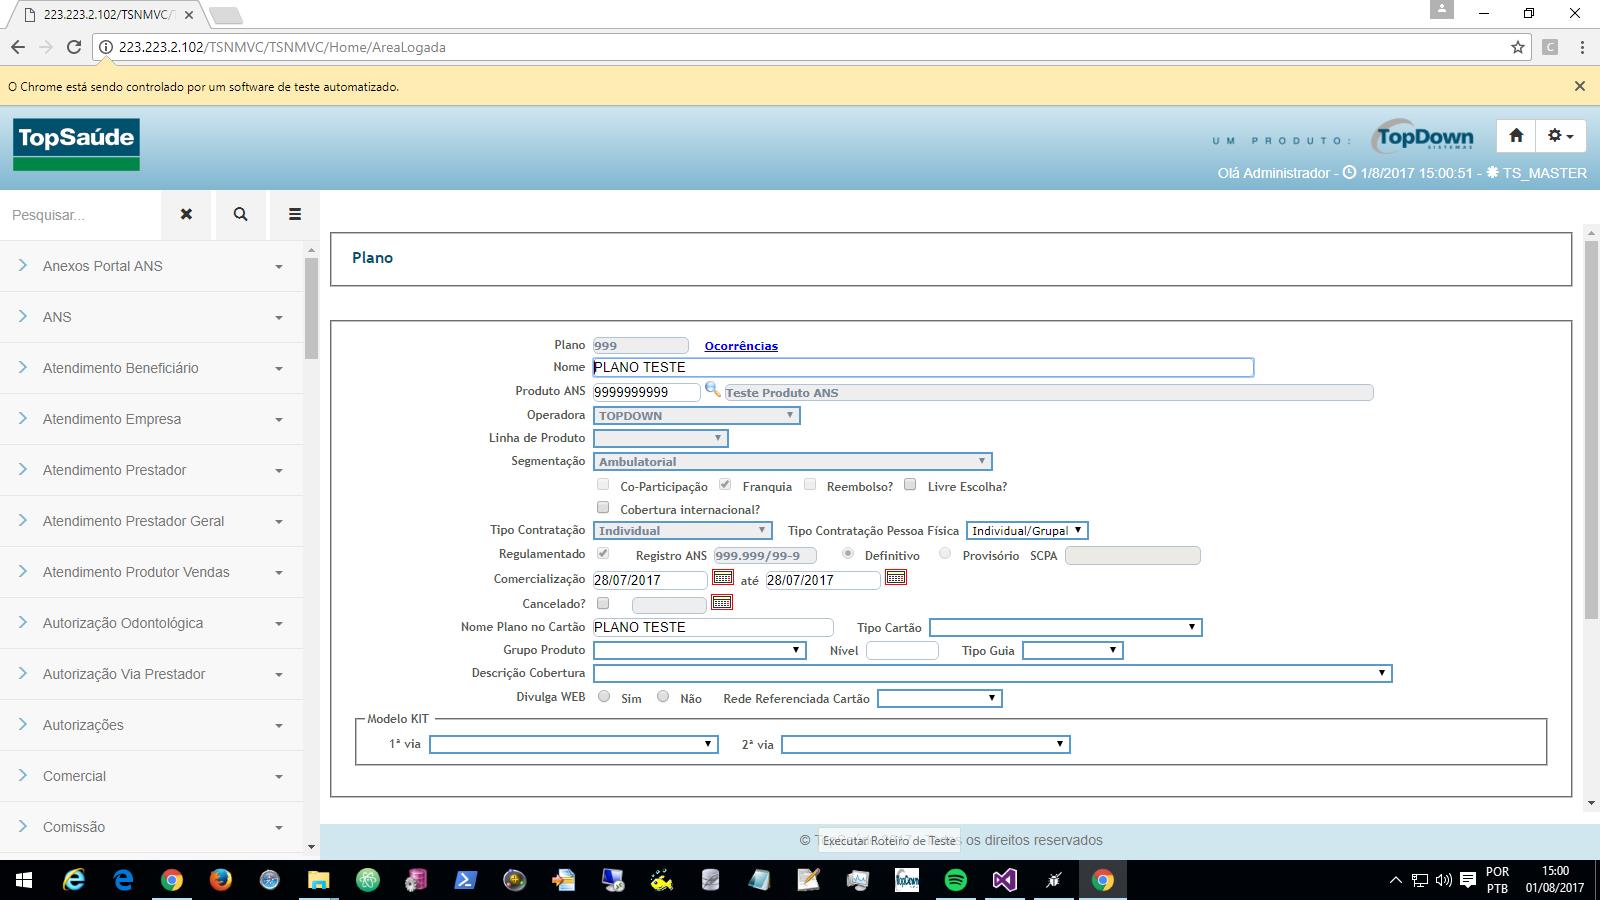 223.223.2.102/TSNMVC/
223.223.2.102/TSNMVC/TSNMVC/Home/AreaLogada
C
O Chrome está sendo controlado por um software de teste automatizado.
TopSaúde
UM PRODUTO:
TopDown
SISTEMAS
Olá Administrador - 1/8/2017 15:00:51 - TS_MASTER
Pesquisar...
Anexos Portal ANS
ANS
Atendimento Beneficiário
Atendimento Empresa
Atendimento Prestador
Atendimento Prestador Geral
Atendimento Produtor Vendas
Autorização Odontológica
Autorização Via Prestador
Autorizações
Comercial
Comissão
Plano
Plano 999 Ocorrências
Nome PLANO TESTE
Produto ANS 9999999999 Teste Produto ANS
Operadora TOPDOWN
Linha de Produto
Segmentação Ambulatorial
Co-Participação Franquia Reembolso? Livre Escolha?
Cobertura internacional?
Tipo Contratação Individual Tipo Contratação Pessoa Física Individual/Grupal
Regulamentado Registro ANS 999.999/99-9 Definitivo Provisório SCPA
Comercialização 28/07/2017 até 28/07/2017
Cancelado?
Nome Plano no Cartão PLANO TESTE Tipo Cartão
Grupo Produto Nível Tipo Guia
Descrição Cobertura
Divulga WEB Sim Não Rede Referenciada Cartão
Modelo KIT
1ª via 2ª via
© os direitos reservados
Executar Roteiro de Teste
TopDown
POR
PTB
15:00
01/08/2017